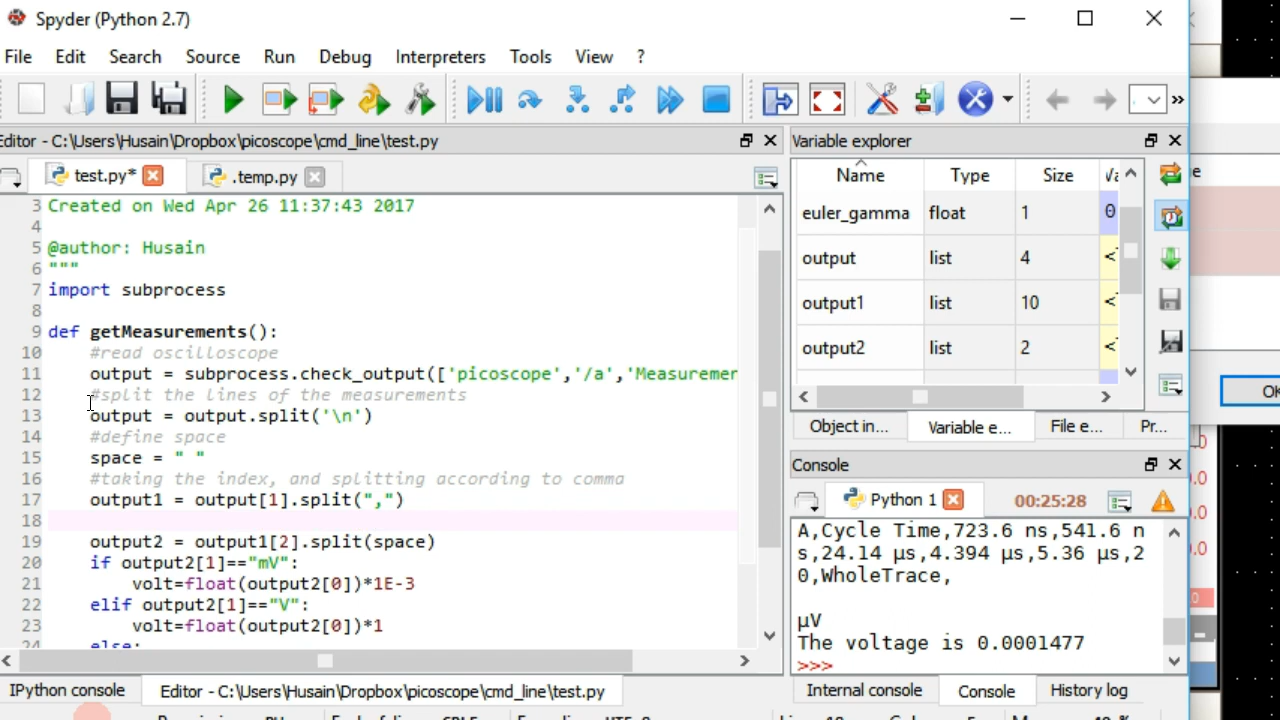 Spyder (Python 2.7)
File Edit Search Source Run Debug Interpreters Tools View ?
Editor - C:\Users\Husain\Dropbox\picoscope\cmd_line\test.py
test.py* .temp.py
3 Created on Wed Apr 26 11:37:43 2017
4
5 @author: Husain
6 """
7 import subprocess
8
9 def getMeasurements():
10 #read oscilloscope
11 output = subprocess.check_output(['picoscope','/a','Measuremen
12 #split the lines of the measurements
13 output = output.split('\n')
14 #define space
15 space = " "
16 #taking the index, and splitting according to comma
17 output1 = output[1].split(",")
18
19 output2 = output1[2].split(space)
20 if output2[1]=="mV":
21 volt=float(output2[0])*1E-3
22 elif output2[1]=="V":
23 volt=float(output2[0])*1
24 else:
IPython console Editor - C:\Users\Husain\Dropbox\picoscope\cmd_line\test.py
Variable explorer
Name Type Size
euler_gamma float 1 0
output list 4 <
output1 list 10 <
output2 list 2 <
Object in... Variable e... File e... Pr...
Console
Python 1 00:25:28
A,Cycle Time,723.6 ns,541.6 n
s,24.14 µs,4.394 µs,5.36 µs,2
0,WholeTrace,
µV
The voltage is 0.0001477
>>>
Internal console Console History log